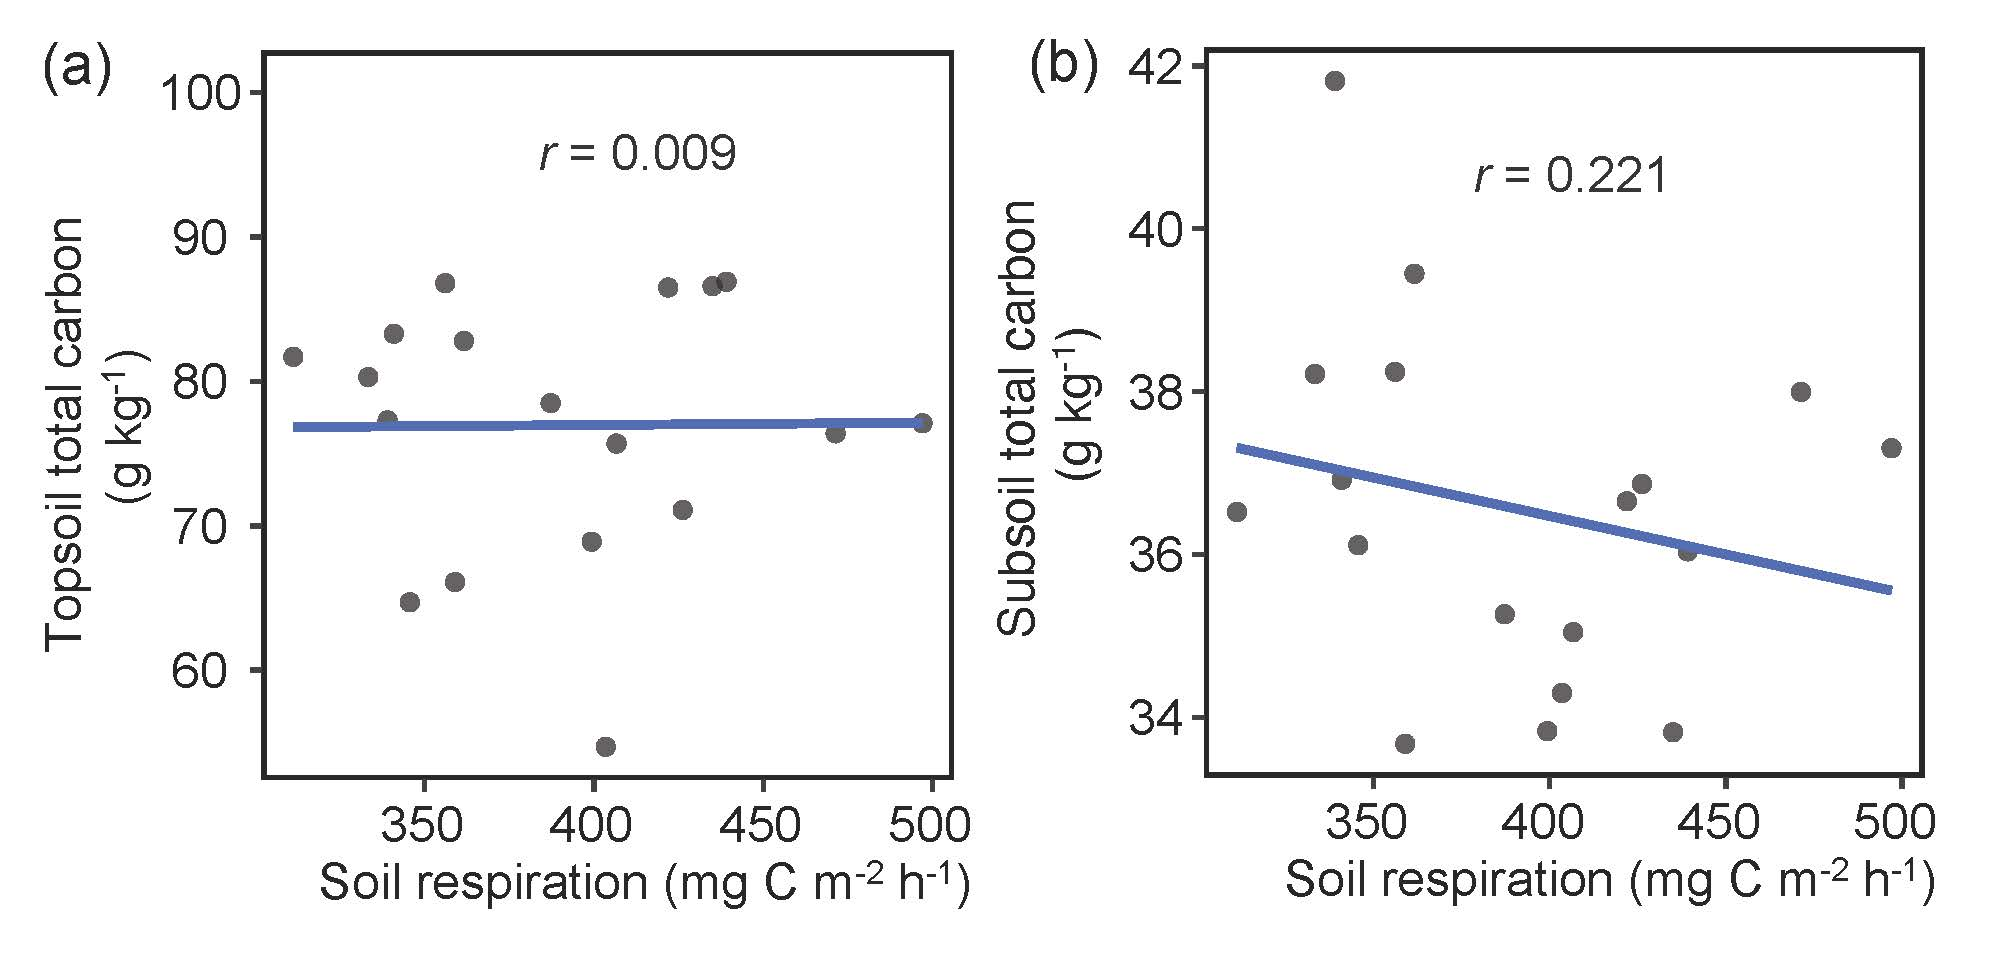 (a)
r = 0.009
100
90
80
70
60
Topsoil total carbon
(g kg⁻¹)
350 400 450 500
Soil respiration (mg C m⁻² h⁻¹)
(b)
r = 0.221
42
40
38
36
34
Subsoil total carbon
(g kg⁻¹)
350 400 450 500
Soil respiration (mg C m⁻² h⁻¹)